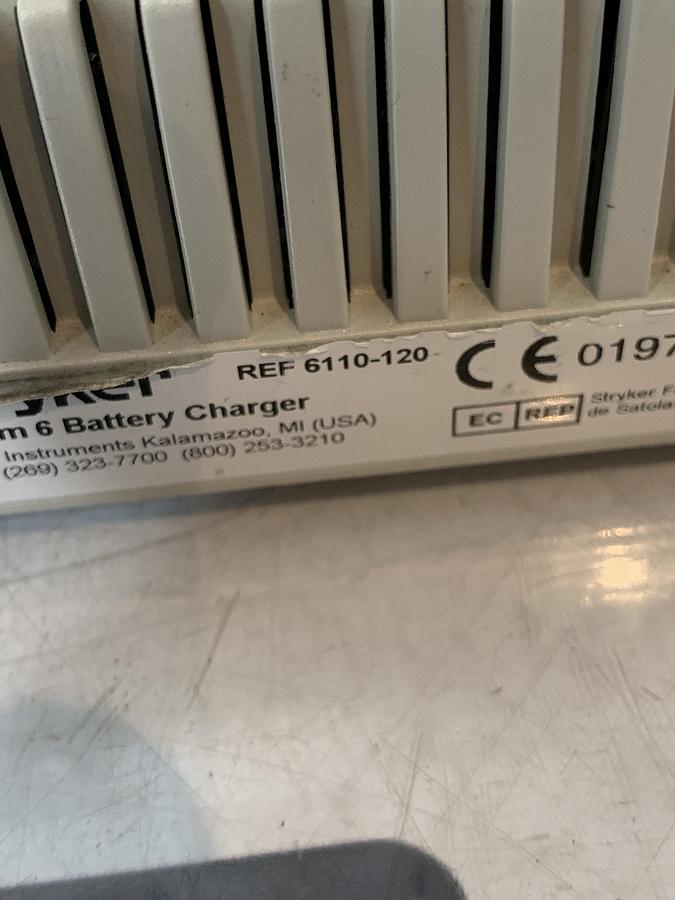 REF 6110-120
yker
m 6 Battery Charger
Instruments Kalamazoo, MI (USA)
(269) 323-7700 (800) 253-3210
CE 0197
EC REP
Stryker F
de Satola